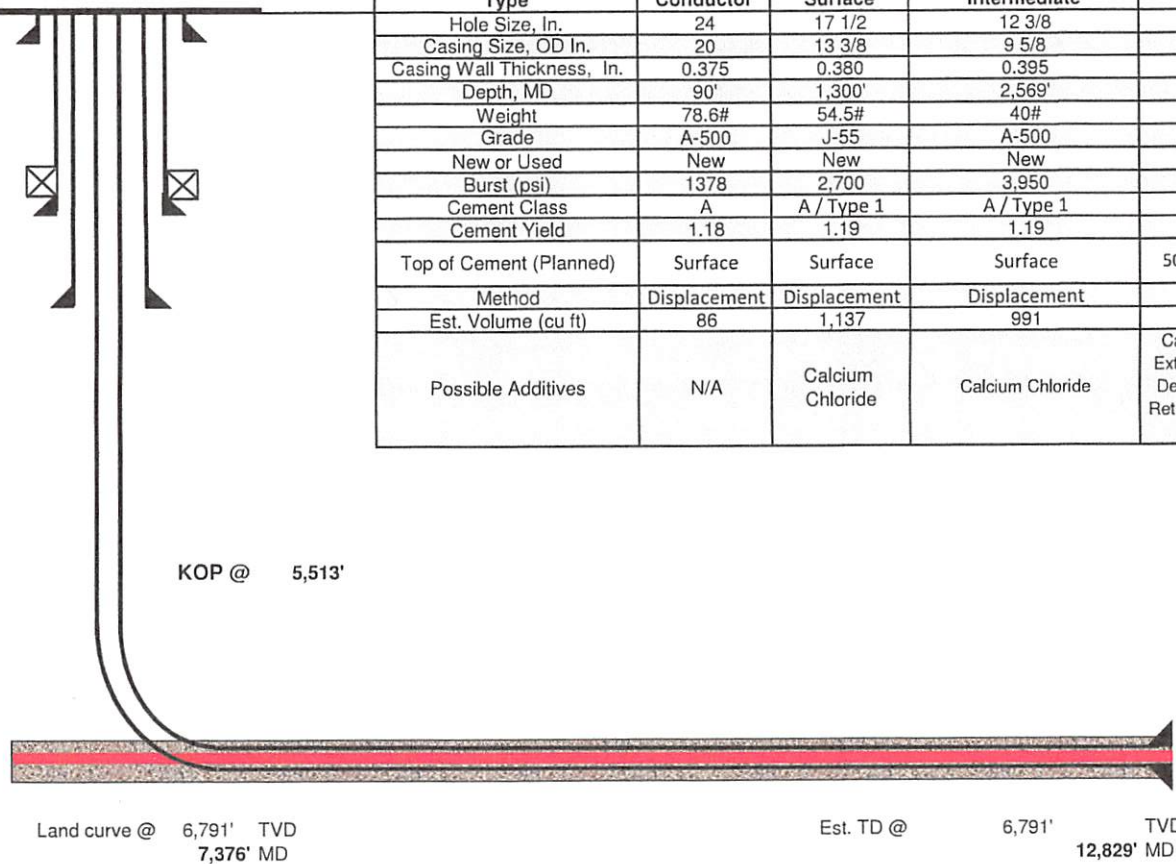 Type Conductor Surface Intermediate
Hole Size, In. 24 17 1/2 12 3/8
Casing Size, OD In. 20 13 3/8 9 5/8
Casing Wall Thickness, In. 0.375 0.380 0.395
Depth, MD 90' 1,300' 2,569'
Weight 78.6# 54.5# 40#
Grade A-500 J-55 A-500
New or Used New New New
Burst (psi) 1378 2,700 3,950
Cement Class A A / Type 1 A / Type 1
Cement Yield 1.18 1.19 1.19
Top of Cement (Planned) Surface Surface Surface
Method Displacement Displacement Displacement
Est. Volume (cu ft) 86 1,137 991
Possible Additives N/A Calcium Calcium Chloride
Chloride
KOP @ 5,513'
Land curve @ 6,791' TVD
7,376' MD
Est. TD @ 6,791' TVD
12,829' MD